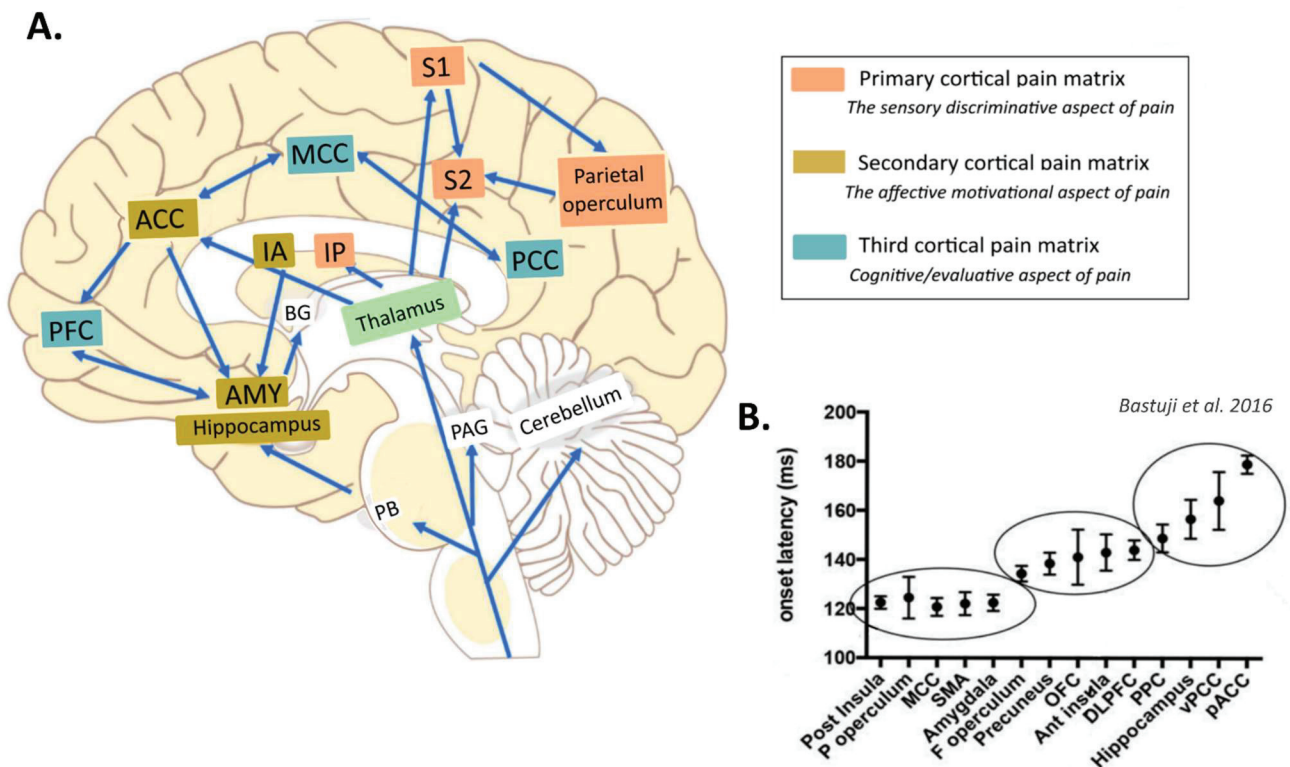 A.
S1
MCC
S2
Parietal
operculum
ACC
IA
IP
PCC
BG
Thalamus
PFC
AMY
Hippocampus
PAG
Cerebellum
PB
Primary cortical pain matrix
The sensory discriminative aspect of pain
Secondary cortical pain matrix
The affective motivational aspect of pain
Third cortical pain matrix
Cognitive/evaluative aspect of pain
B.
Bastuji et al. 2016
onset latency (ms)
200
180
160
140
120
100
Post Insula
P operculum
MCC
SMA
Amygdala
F operculum
Precuneus
OFC
Ant insula
DLPFC
PPC
Hippocampus
vPCC
pACC